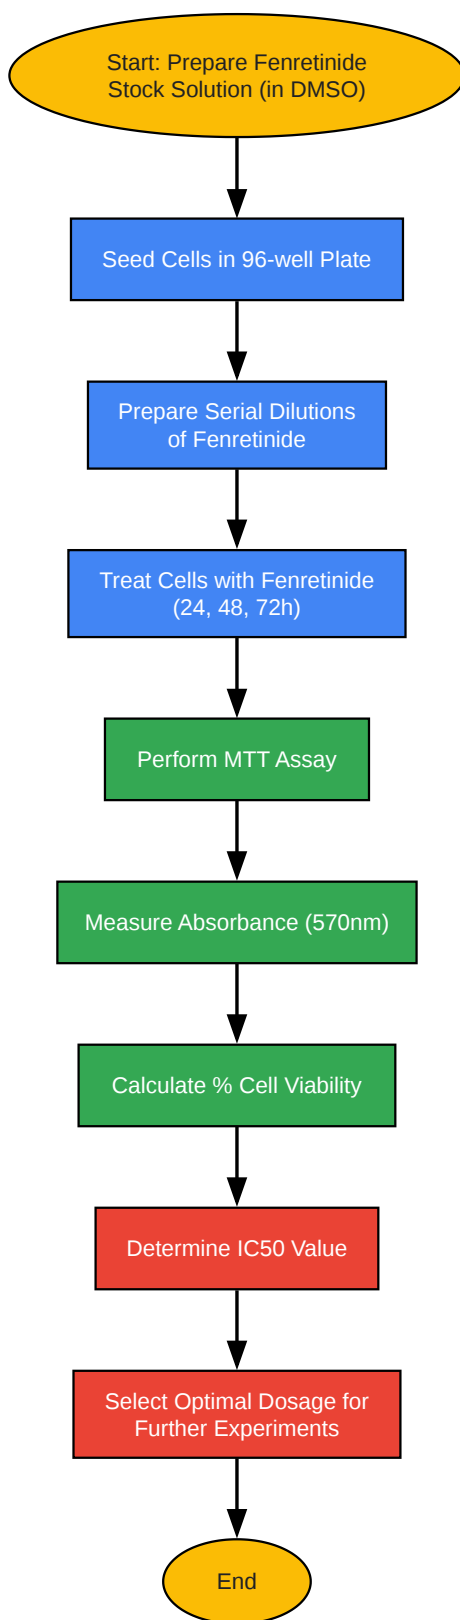 Start: Prepare Fenretinide
Stock Solution (in DMSO)
Seed Cells in 96-well Plate
Prepare Serial Dilutions
of Fenretinide
Treat Cells with Fenretinide
(24, 48, 72h)
Perform MTT Assay
Measure Absorbance (570nm)
Calculate % Cell Viability
Determine IC50 Value
Select Optimal Dosage for
Further Experiments
End